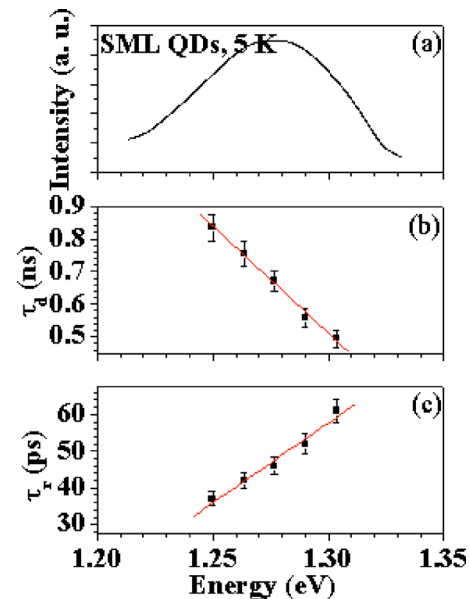 SML QDs, 5 K
(a)
Intensity (a. u.)
0.9
(b)
0.8
0.7
0.6
0.5
τd (ns)
(c)
60
50
40
30
τr (ps)
1.20
1.25
1.30
1.35
Energy (eV)